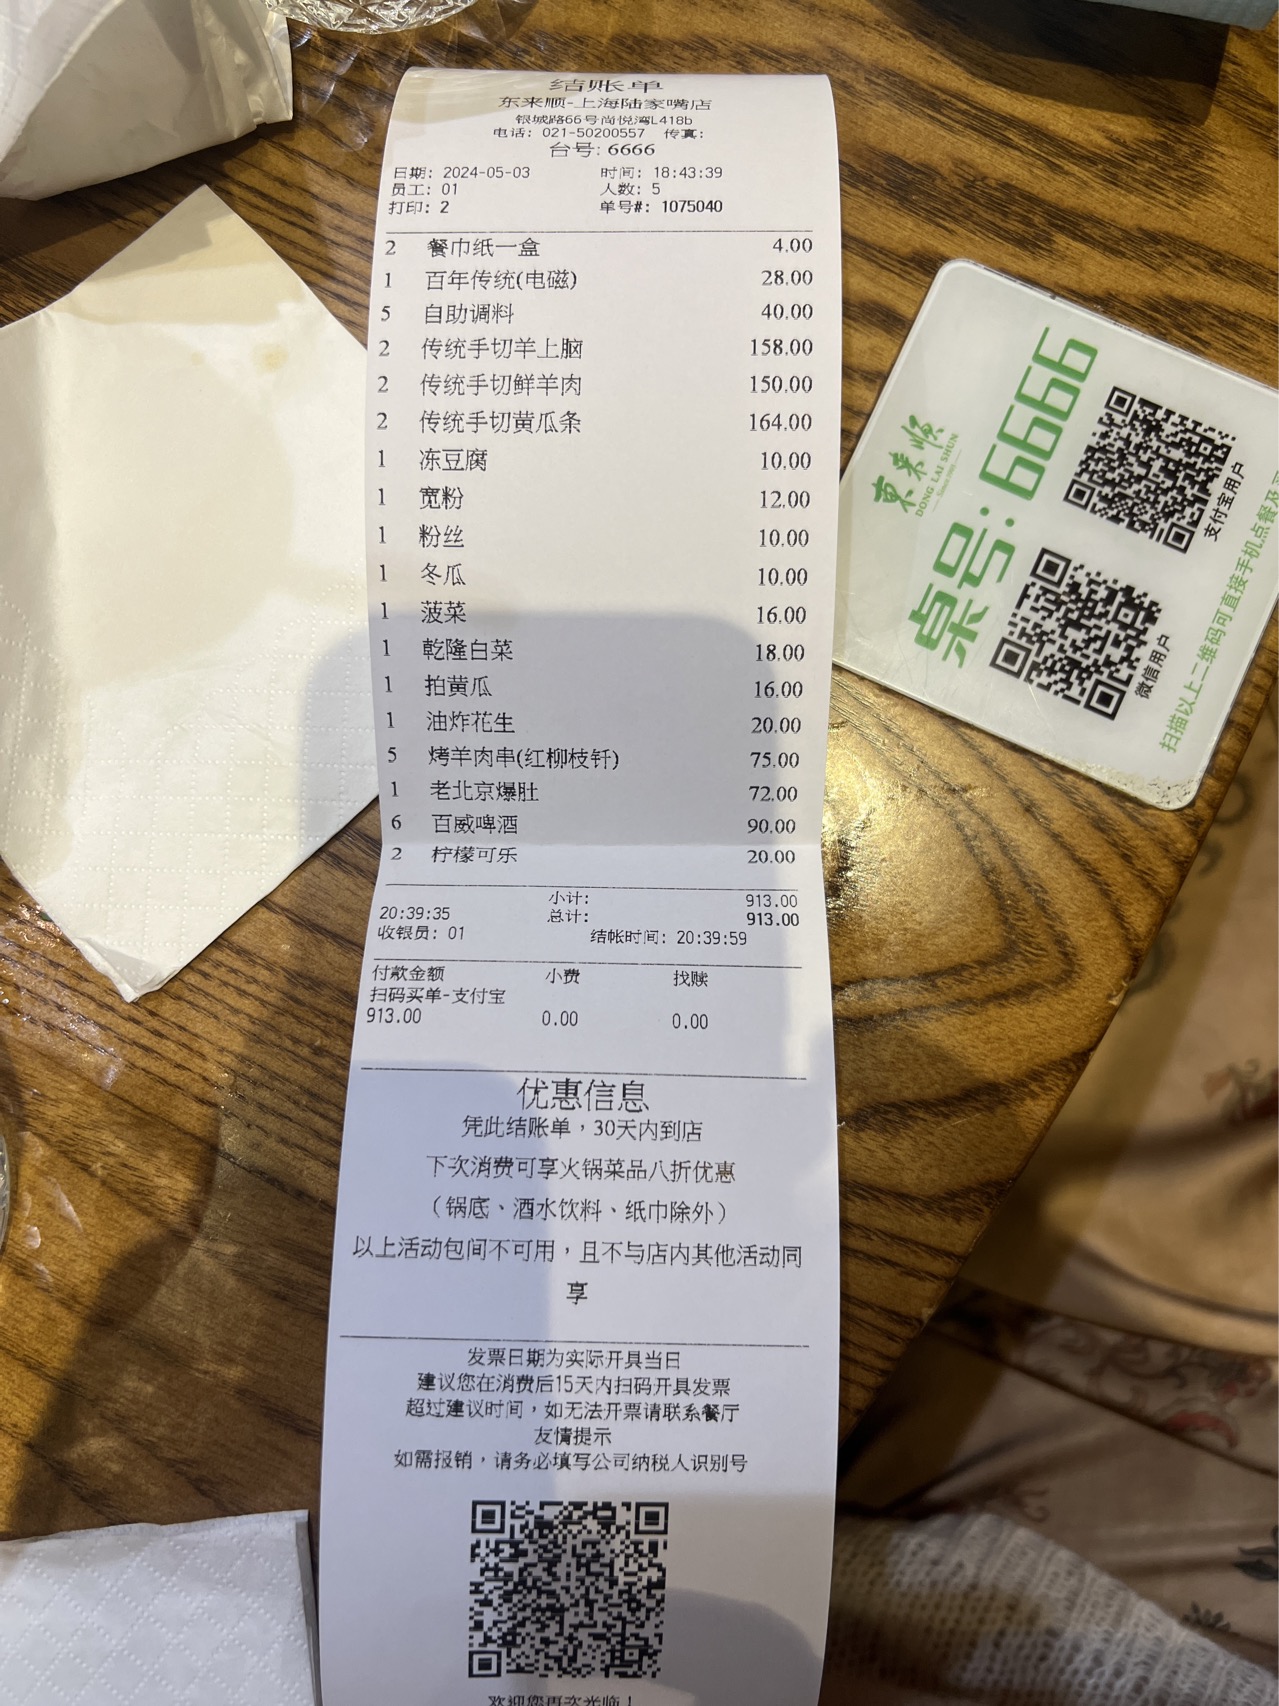 结账单
东来顺-上海陆家嘴店
银城路66号尚悦湾L418b
电话: 021-50200557 传真:
台号: 6666
日期: 2024-05-03 时间: 18:43:39
员工: 01 人数: 5
打印: 2 单号#: 1075040
2 餐巾纸一盒 4.00
1 百年传统(电磁) 28.00
5 自助调料 40.00
2 传统手切羊上脑 158.00
2 传统手切鲜羊肉 150.00
2 传统手切黄瓜条 164.00
1 冻豆腐 10.00
1 宽粉 12.00
1 粉丝 10.00
1 冬瓜 10.00
1 菠菜 16.00
1 乾隆白菜 18.00
1 拍黄瓜 16.00
1 油炸花生 20.00
5 烤羊肉串(红柳枝钎) 75.00
1 老北京爆肚 72.00
6 百威啤酒 90.00
2 柠檬可乐 20.00
小计: 913.00
20:39:35 总计: 913.00
收银员: 01 结帐时间: 20:39:59
付款金额 小费 找赎
扫码买单-支付宝
913.00 0.00 0.00
优惠信息
凭此结账单，30天内到店
下次消费可享火锅菜品八折优惠
（锅底、酒水饮料、纸巾除外）
以上活动包间不可用，且不与店内其他活动同
享
发票日期为实际开具当日
建议您在消费后15天内扫码开具发票
超过建议时间，如无法开票请联系餐厅
友情提示
如需报销，请务必填写公司纳税人识别号
欢迎您再次光临！
東来順
DONG LAI SHUN
桌号: 6666
支付宝用户
微信用户
扫描以上二维码可直接手机点餐及